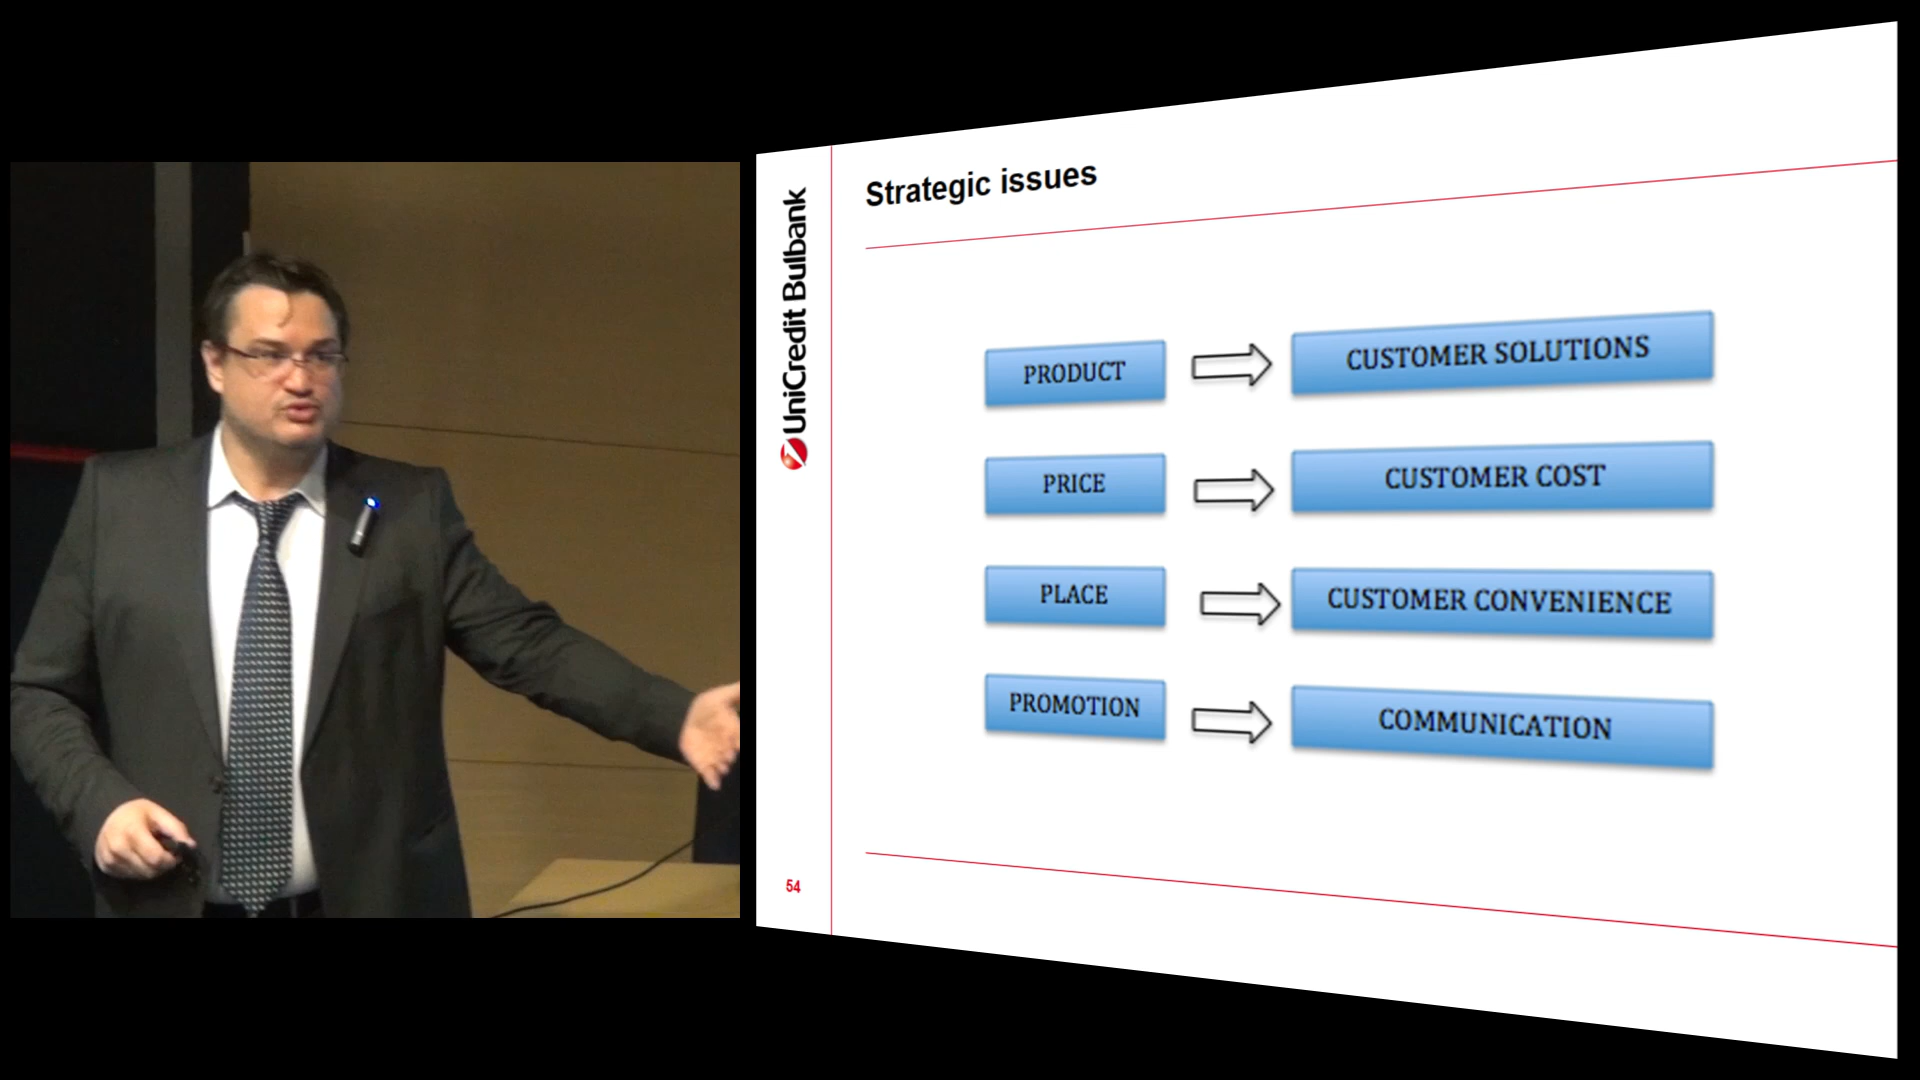 Strategic issues
UniCredit Bulbank
PRODUCT
CUSTOMER SOLUTIONS
PRICE
CUSTOMER COST
PLACE
CUSTOMER CONVENIENCE
PROMOTION
COMMUNICATION
54